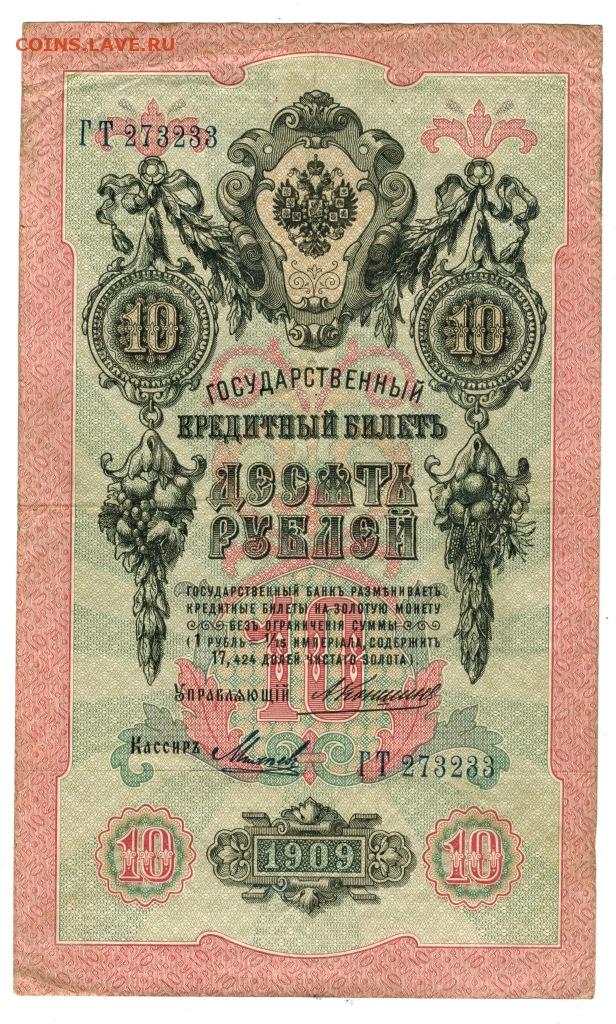 COINS.LAVE.RU
ГТ 273233
10
10
ГОСУДАРСТВЕННЫЙ
КРЕДИТНЫЙ БИЛЕТЪ
ДЕСЯТЬ
РУБЛЕЙ
ГОСУДАРСТВЕННЫЙ БАНКЪ РАЗМѢНИВАЕТЪ
КРЕДИТНЫЕ БИЛЕТЫ НА ЗОЛОТУЮ МОНЕТУ
БЕЗЪ ОГРАНИЧЕНІЯ СУММЫ
(1 РУБЛЬ – 1/15 ИМПЕРІАЛА, СОДЕРЖИТЪ
17,424 ДОЛЕЙ ЧИСТАГО ЗОЛОТА).
10
УПРАВЛЯЮЩІЙ
КАССИРЪ
ГТ 273233
10
1909
10